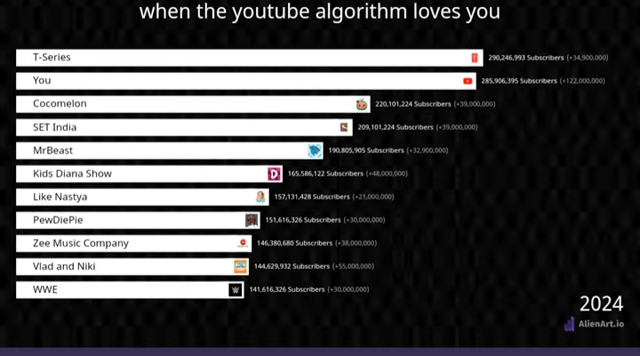 when the youtube algorithm loves you
T-Series 290,246,993 Subscribers (+34,900,000)
You 285,906,395 Subscribers (+122,000,000)
Cocomelon 220,101,224 Subscribers (+39,000,000)
SET India 209,101,224 Subscribers (+39,000,000)
MrBeast 190,805,905 Subscribers (+32,900,000)
Kids Diana Show 165,586,122 Subscribers (+48,000,000)
Like Nastya 157,131,428 Subscribers (+21,000,000)
PewDiePie 151,616,326 Subscribers (+30,000,000)
Zee Music Company 146,380,680 Subscribers (+38,000,000)
Vlad and Niki 144,629,932 Subscribers (+55,000,000)
WWE 141,616,326 Subscribers (+30,000,000)
2024
AlienArt.io